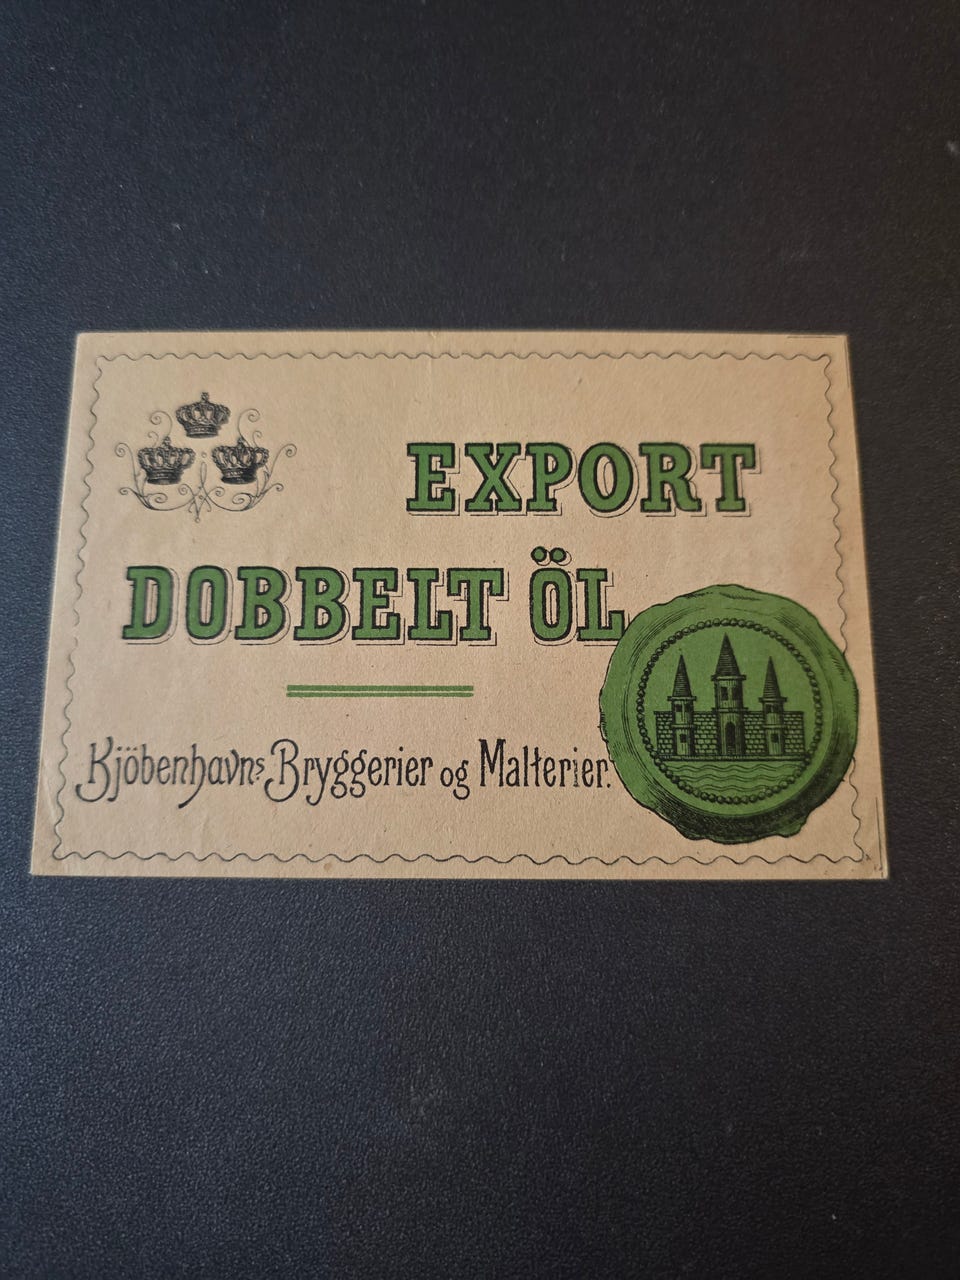 EXPORT
DOBBELT ÖL
Kjöbenhavns Bryggerier og Malterier.